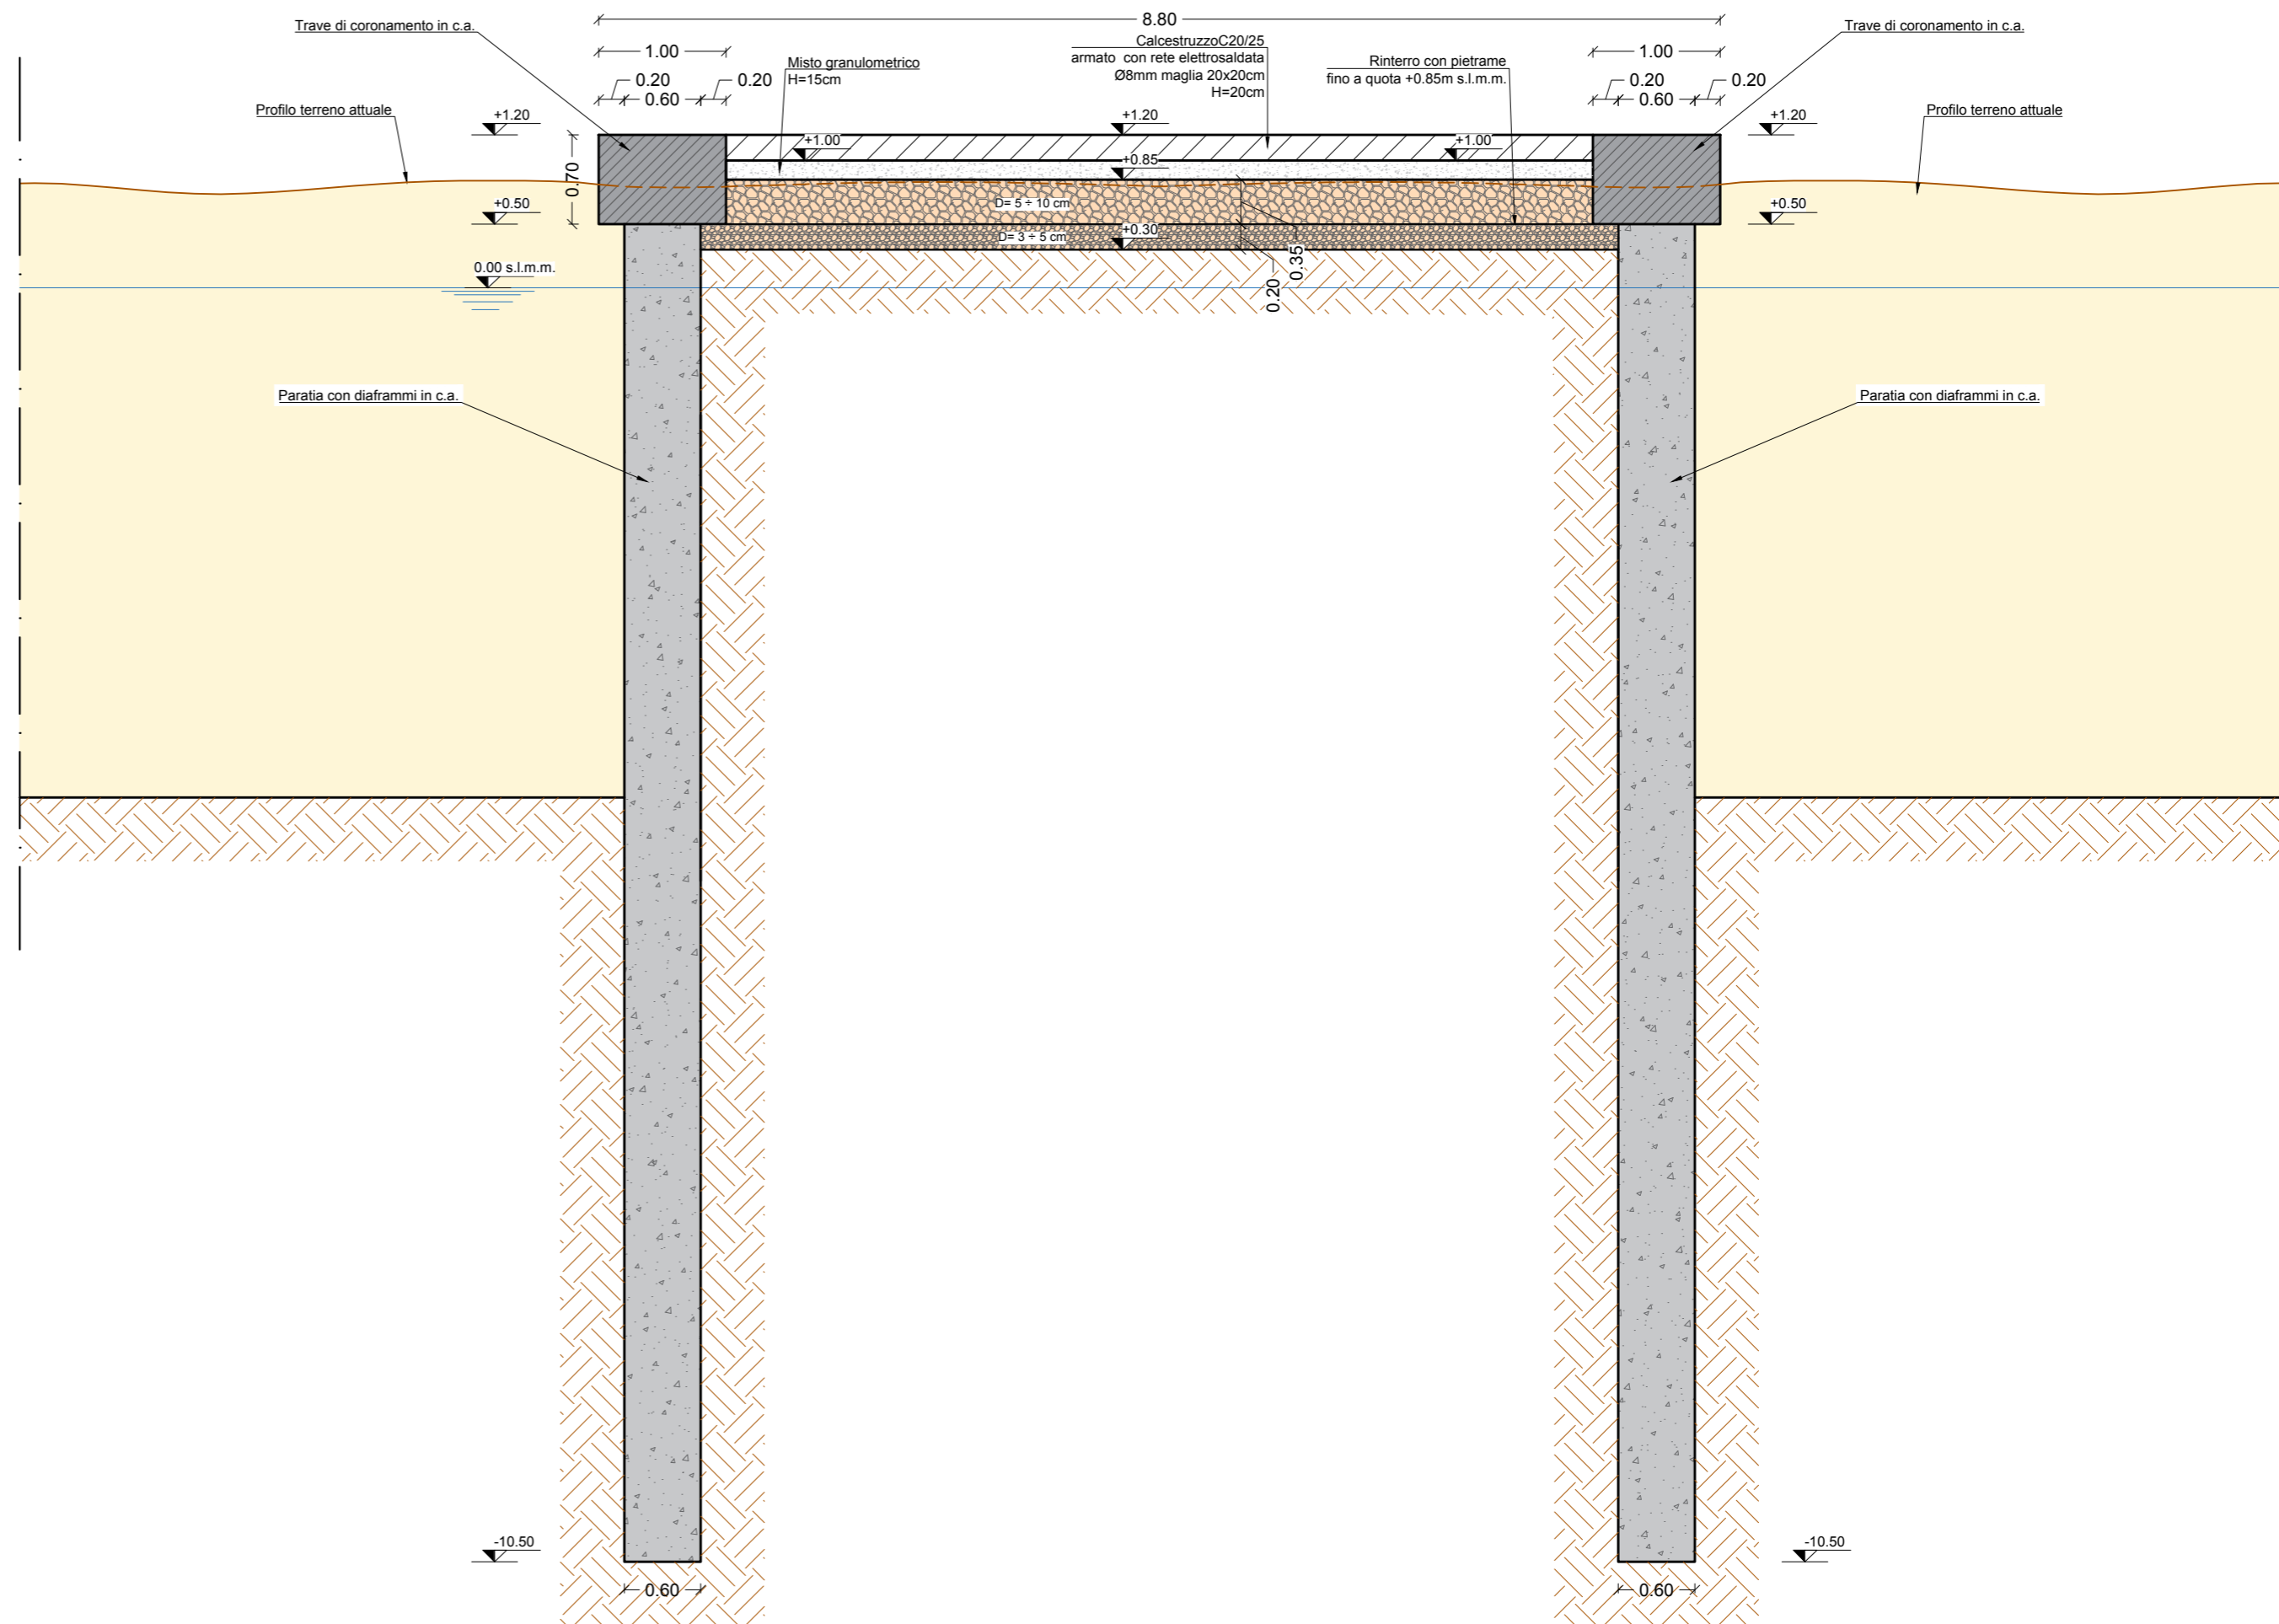 8.80
Trave di coronamento in c.a.
Trave di coronamento in c.a.
1.00
CalcestruzzoC20/25
armato con rete elettrosaldata
Ø8mm maglia 20x20cm
H=20cm
1.00
Misto granulometrico
H=15cm
Rinterro con pietrame
fino a quota +0.85m s.l.m.m.
0.20
0.20
0.60
0.20
0.20
0.60
Profilo terreno attuale
Profilo terreno attuale
+1.20
+1.20
+1.20
+1.00
+1.00
+0.85
0.70
+0.50
D= 5 ÷ 10 cm
+0.50
D= 3 ÷ 5 cm
+0.30
0.35
0.20
0.00 s.l.m.m.
Paratia con diaframmi in c.a.
Paratia con diaframmi in c.a.
-10.50
-10.50
0.60
0.60